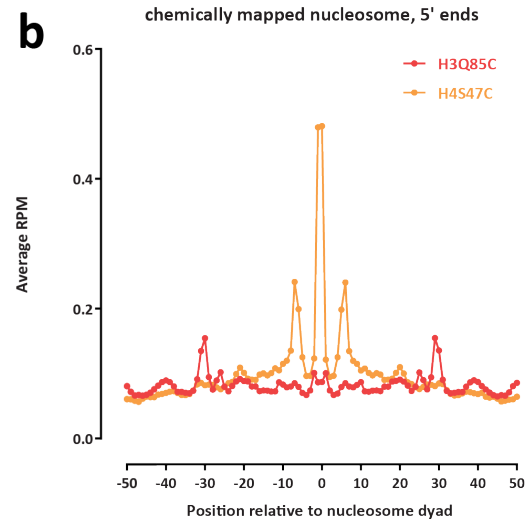 b
chemically mapped nucleosome, 5' ends
H3Q85C
H4S47C
Average RPM
0.6
0.4
0.2
0.0
-50 -40 -30 -20 -10 0 10 20 30 40 50
Position relative to nucleosome dyad